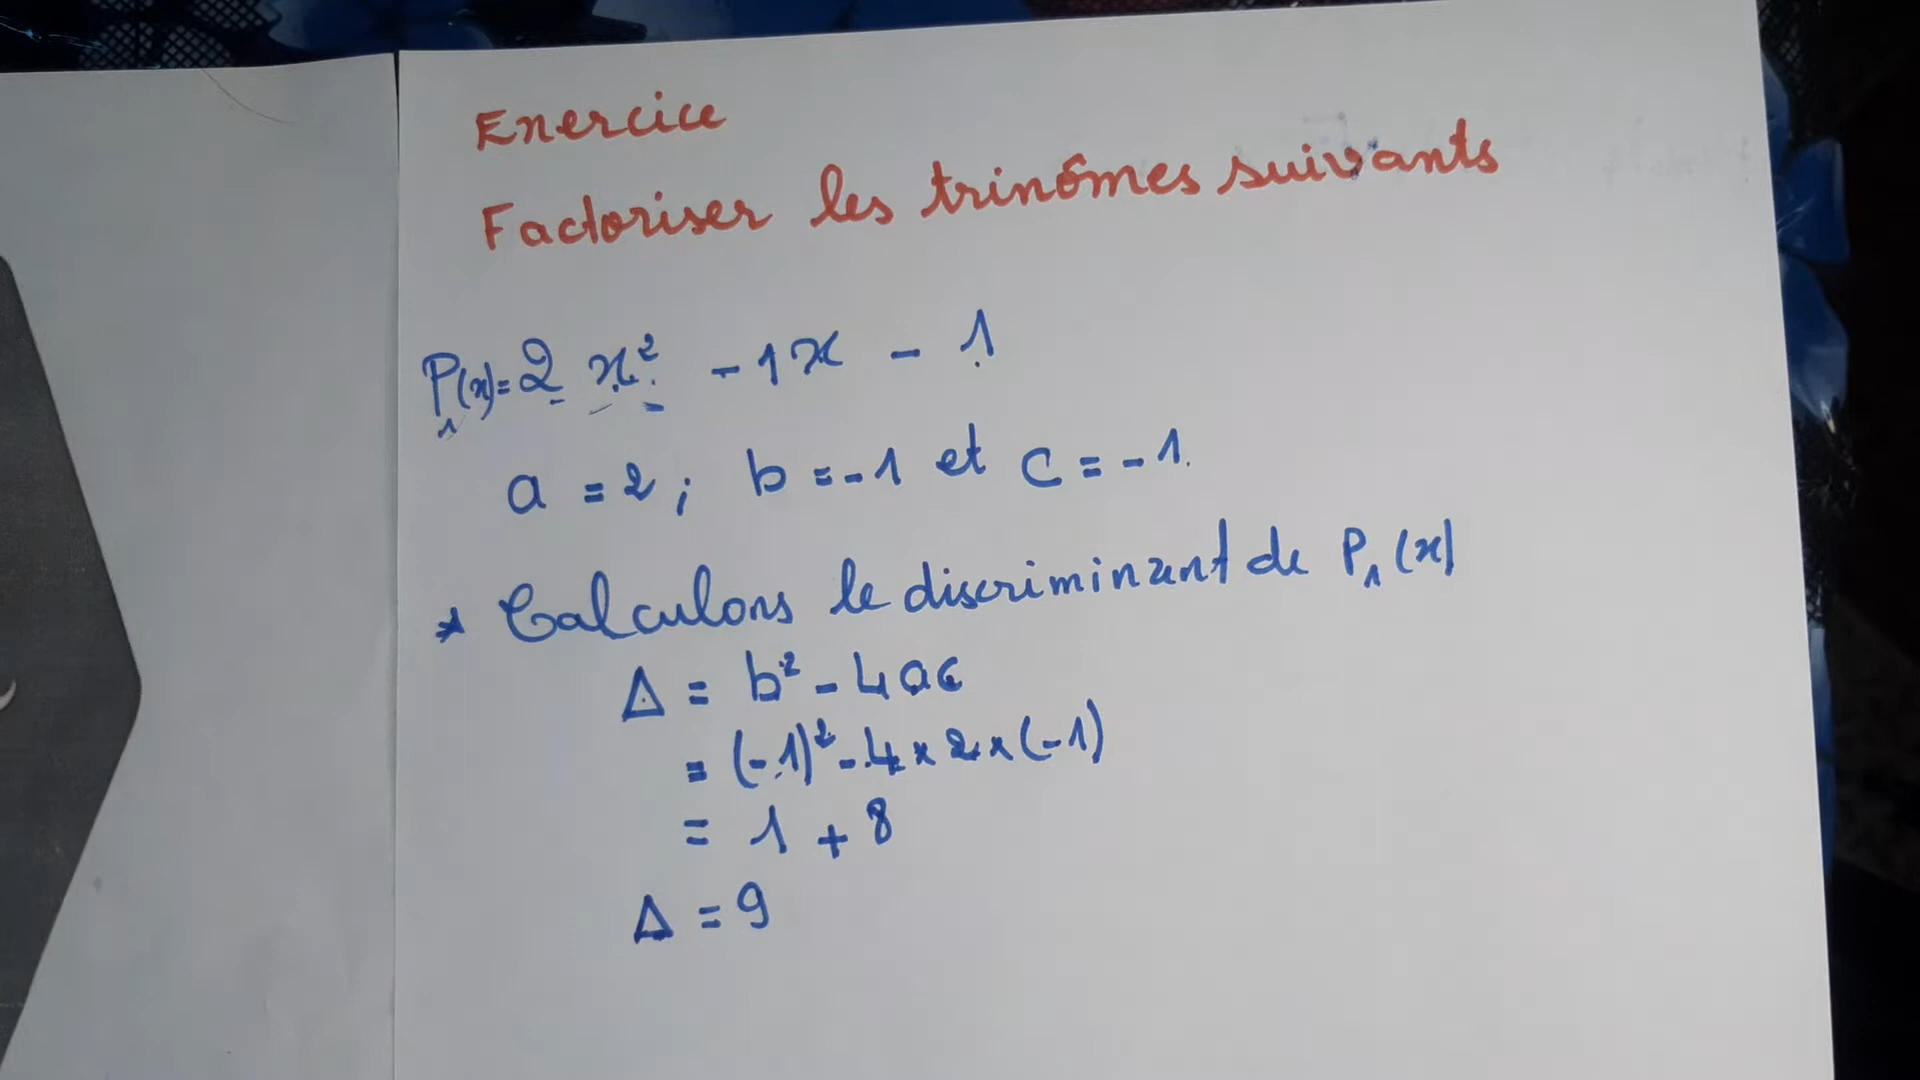 Exercice
Factoriser les trinômes suivants
P₁(x) = 2x² - 1x - 1
a = 2 ; b = -1 et c = -1.
* Calculons le discriminant de P₁(x)
Δ = b² - 4ac
= (-1)² - 4 × 2 × (-1)
= 1 + 8
Δ = 9